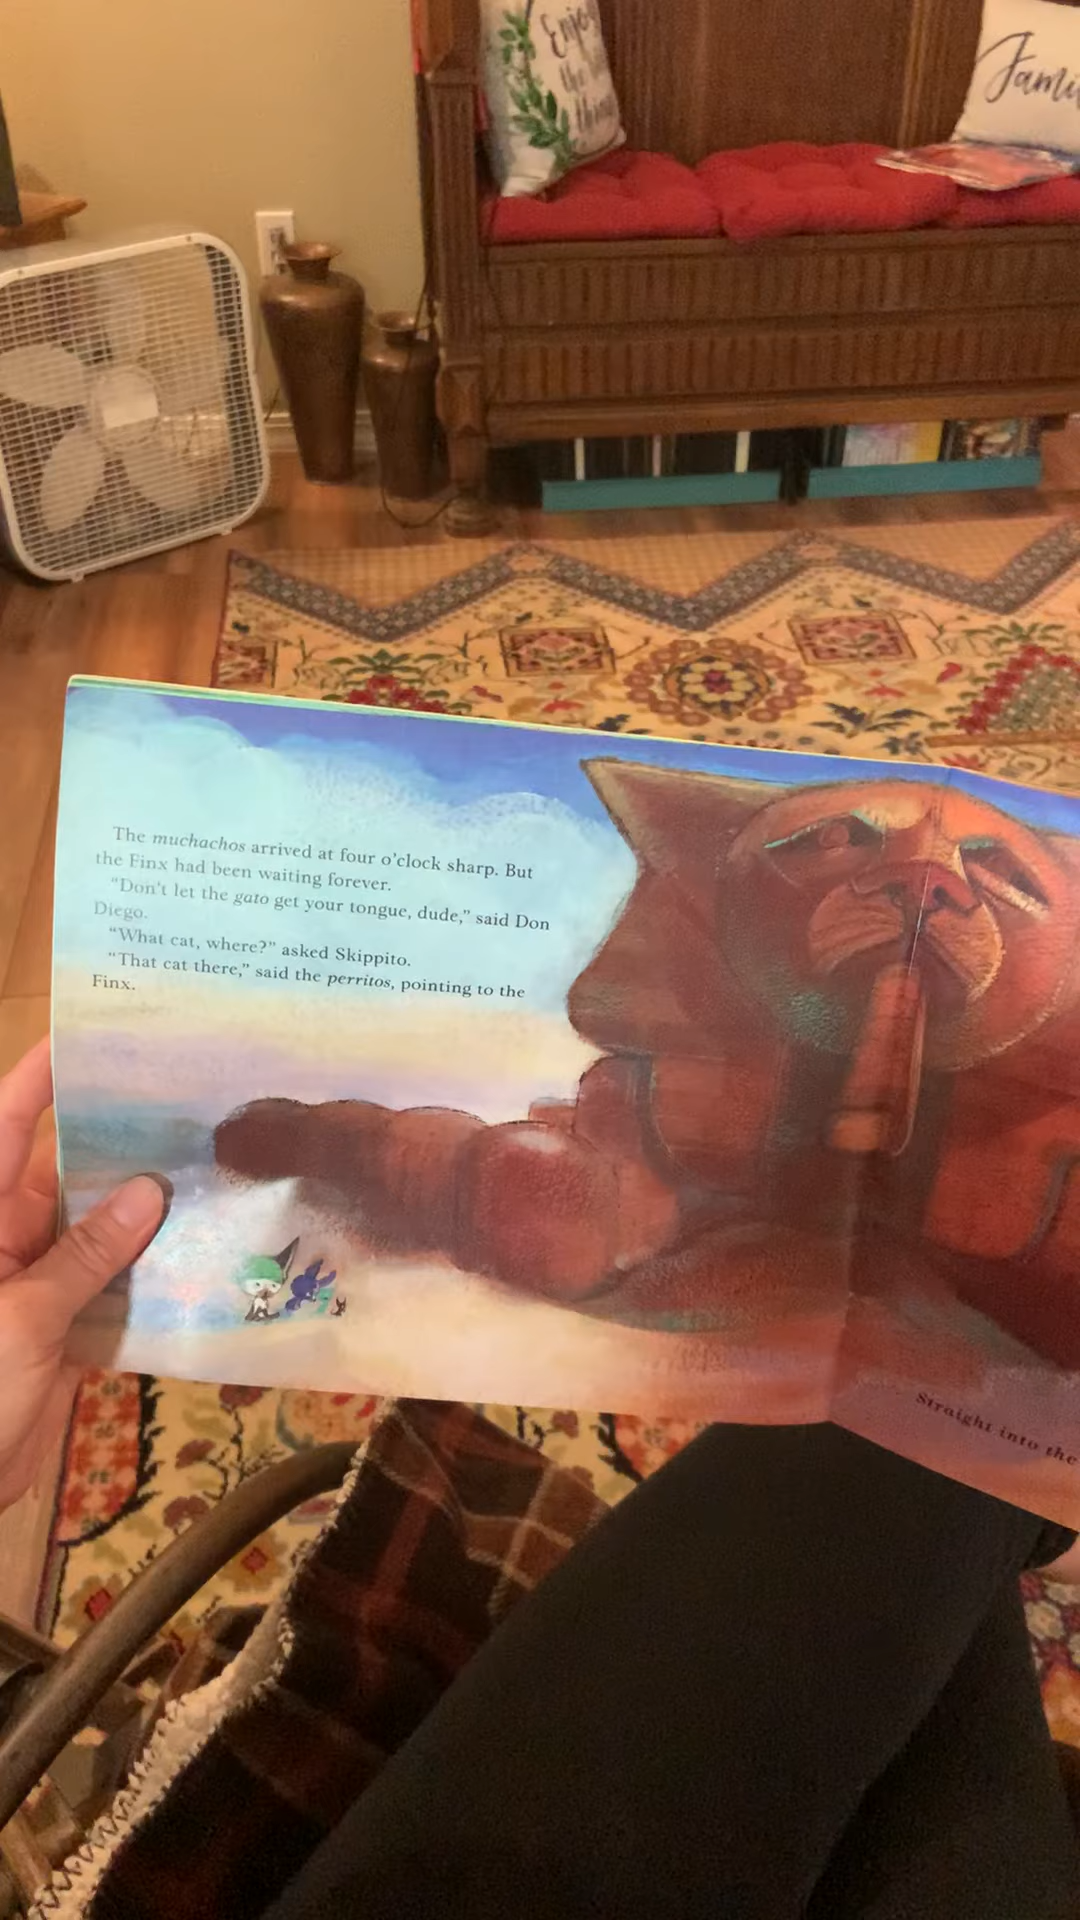 Enjoy
the
The muchachos arrived at four o'clock sharp. But
the Finx had been waiting forever.
"Don't let the gato get your tongue, dude," said Don
Diego.
"What cat, where?" asked Skippito.
"That cat there," said the perritos, pointing to the
Finx.
Straight into the